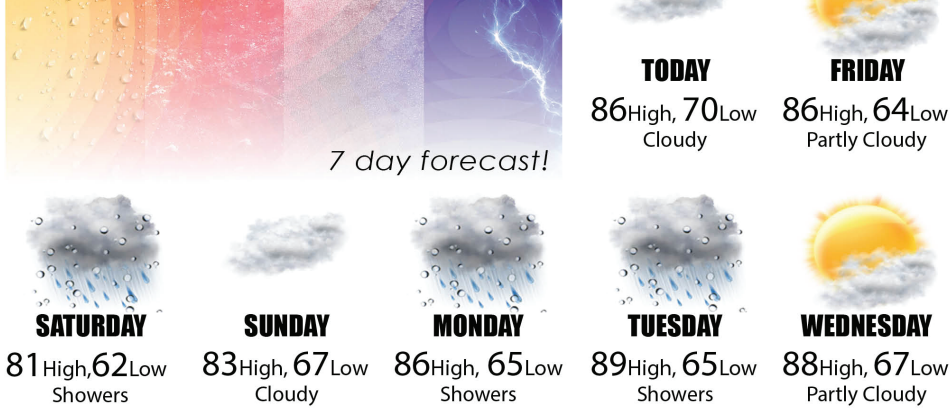 7 day forecast!
TODAY
86High, 70Low
Cloudy
FRIDAY
86High, 64Low
Partly Cloudy
SATURDAY
81High,62Low
Showers
SUNDAY
83High, 67Low
Cloudy
MONDAY
86High, 65Low
Showers
TUESDAY
89High, 65Low
Showers
WEDNESDAY
88High, 67Low
Partly Cloudy